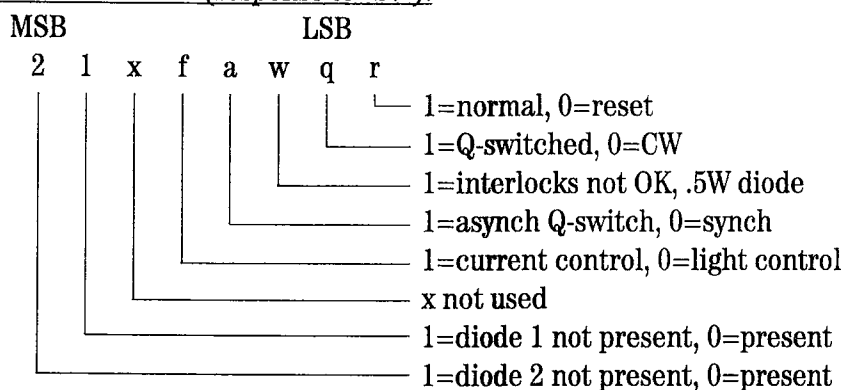 MSB LSB
2 1 x f a w q r
1=normal, 0=reset
1=Q-switched, 0=CW
1=interlocks not OK, .5W diode
1=asynch Q-switch, 0=synch
1=current control, 0=light control
x not used
1=diode 1 not present, 0=present
1=diode 2 not present, 0=present